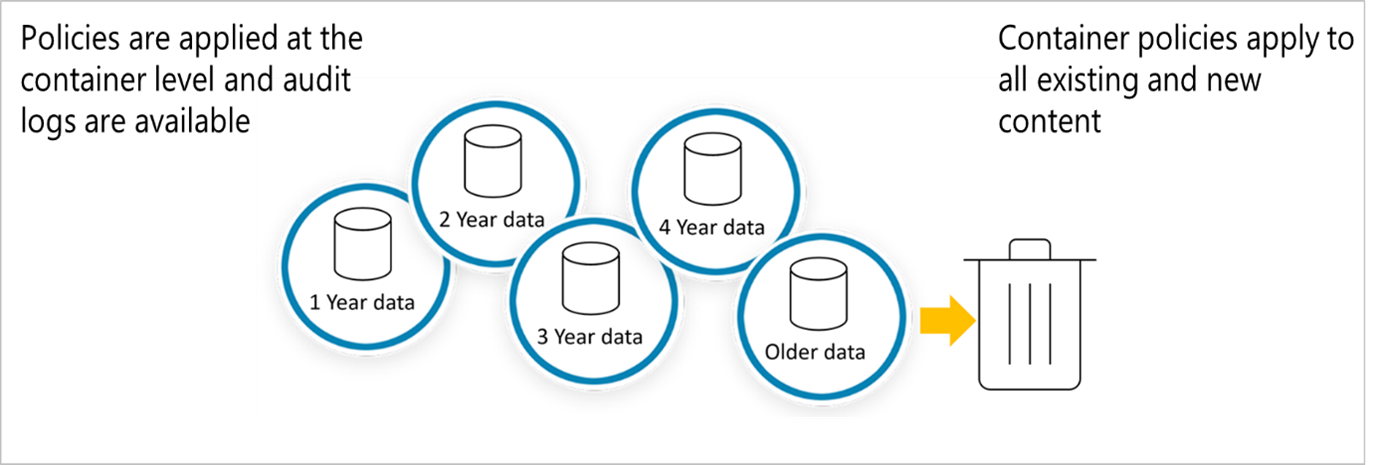 Policies are applied at the
container level and audit
logs are available
Container policies apply to
all existing and new
content
1 Year data
2 Year data
3 Year data
4 Year data
Older data